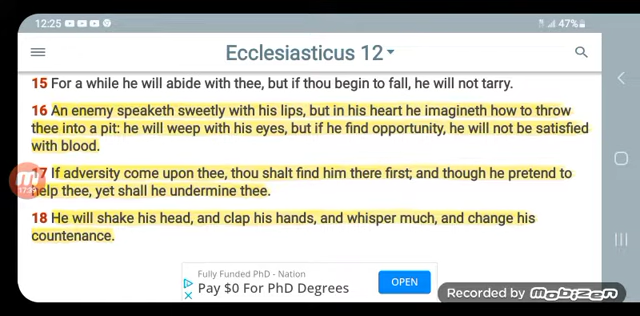 12:25
47%
Ecclesiasticus 12
15 For a while he will abide with thee, but if thou begin to fall, he will not tarry.
16 An enemy speaketh sweetly with his lips, but in his heart he imagineth how to throw
thee into a pit: he will weep with his eyes, but if he find opportunity, he will not be satisfied
with blood.
17 If adversity come upon thee, thou shalt find him there first; and though he pretend to
help thee, yet shall he undermine thee.
17:39
18 He will shake his head, and clap his hands, and whisper much, and change his
countenance.
Fully Funded PhD - Nation
Pay $0 For PhD Degrees
OPEN
Recorded by Mobizen